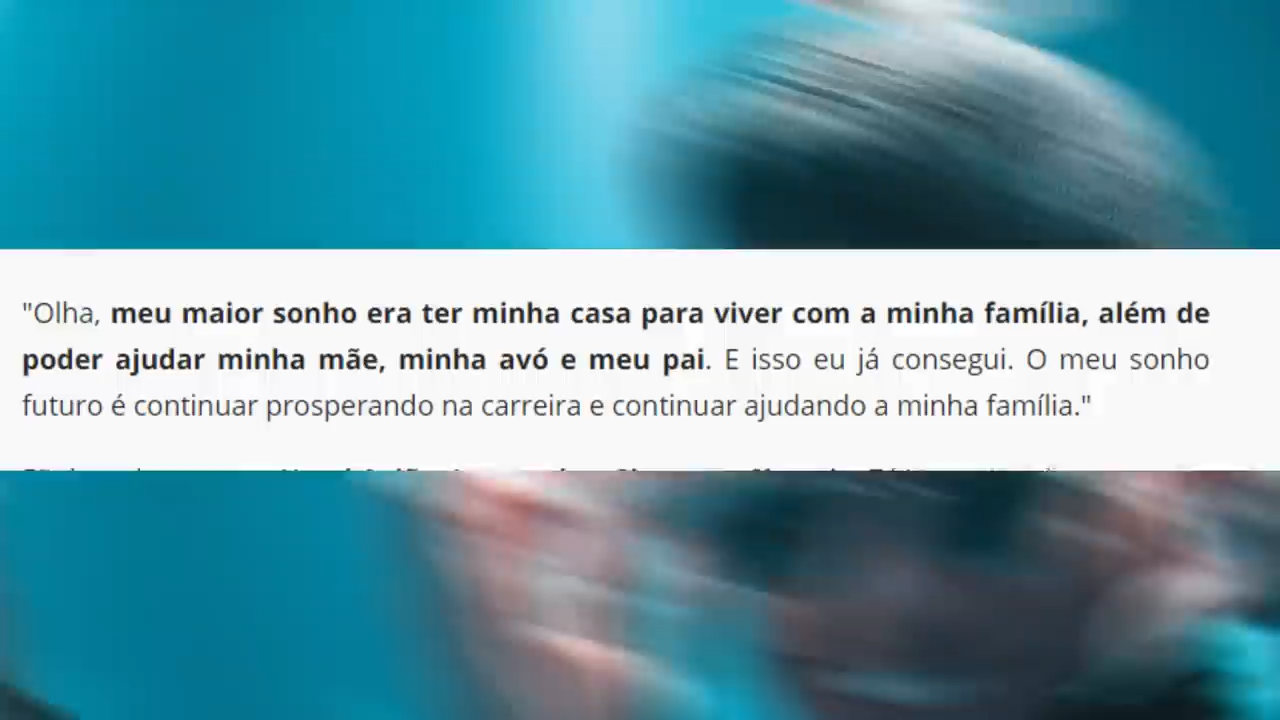 "Olha, meu maior sonho era ter minha casa para viver com a minha família, além de
poder ajudar minha mãe, minha avó e meu pai. E isso eu já consegui. O meu sonho
futuro é continuar prosperando na carreira e continuar ajudando a minha família."